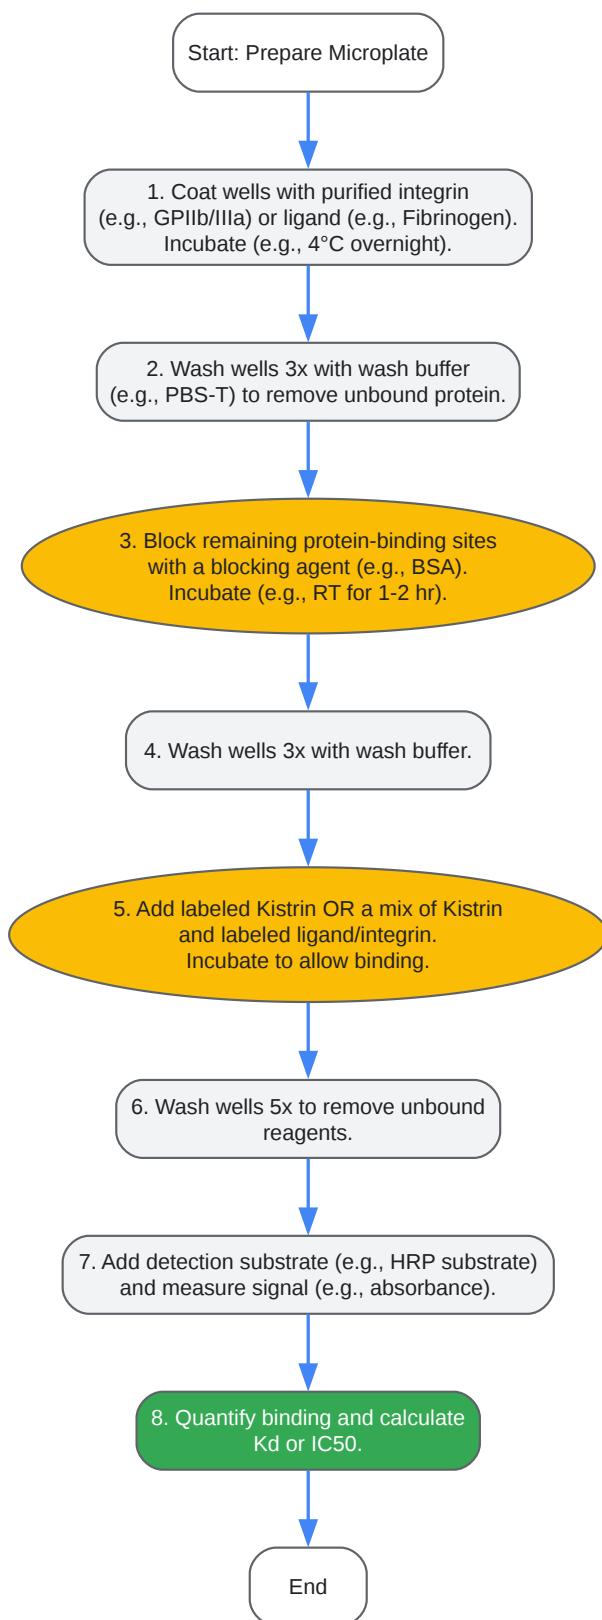 Start: Prepare Microplate
1. Coat wells with purified integrin
(e.g., GPIIb/IIIa) or ligand (e.g., Fibrinogen).
Incubate (e.g., 4°C overnight).
2. Wash wells 3x with wash buffer
(e.g., PBS-T) to remove unbound protein.
3. Block remaining protein-binding sites
with a blocking agent (e.g., BSA).
Incubate (e.g., RT for 1-2 hr).
4. Wash wells 3x with wash buffer.
5. Add labeled Kistrin OR a mix of Kistrin
and labeled ligand/integrin.
Incubate to allow binding.
6. Wash wells 5x to remove unbound
reagents.
7. Add detection substrate (e.g., HRP substrate)
and measure signal (e.g., absorbance).
8. Quantify binding and calculate
Kd or IC50.
End